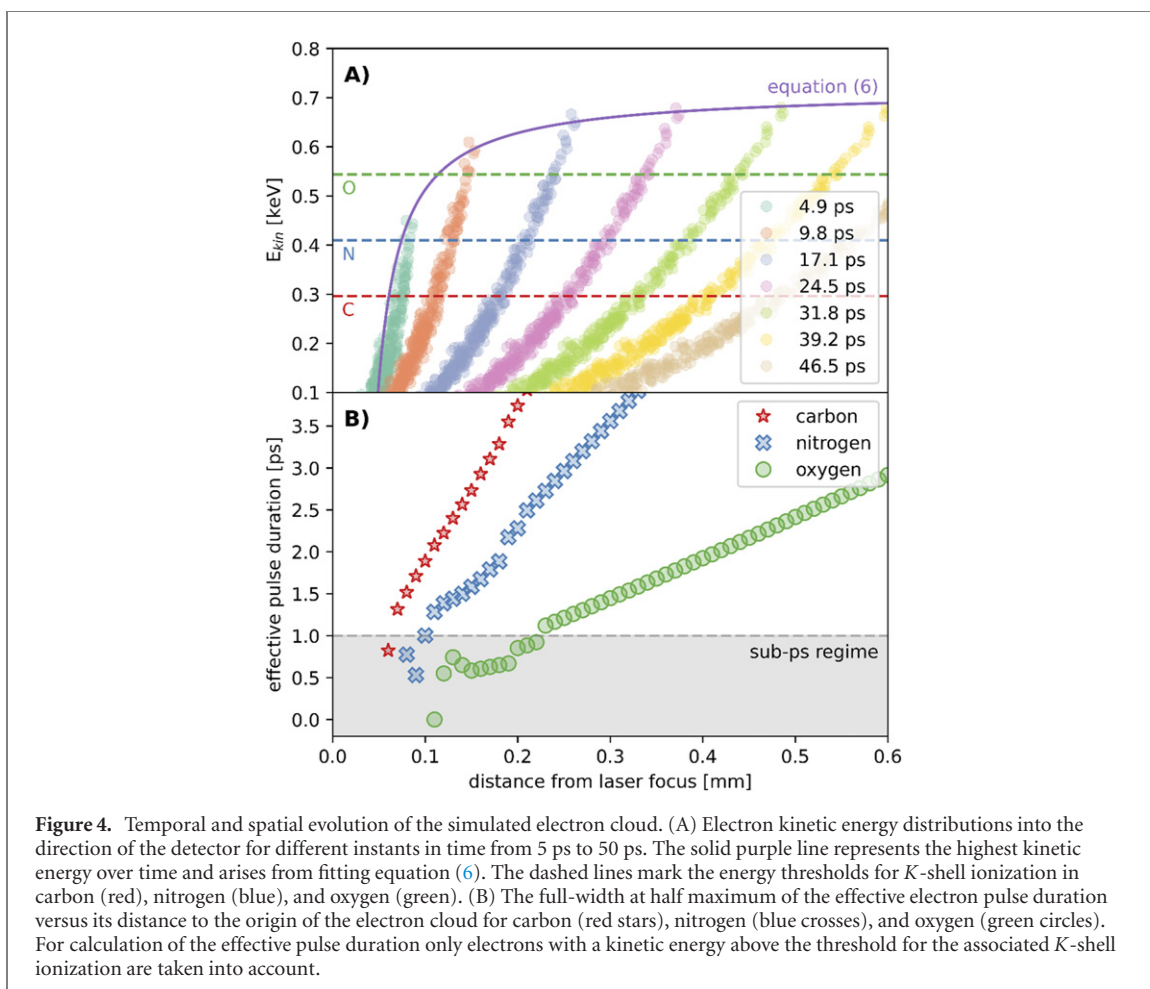 A)
equation (6)
0.8
0.7
0.6
0.5
0.4
0.3
0.2
0.1
E_kin [keV]
O
N
C
4.9 ps
9.8 ps
17.1 ps
24.5 ps
31.8 ps
39.2 ps
46.5 ps
B)
carbon
nitrogen
oxygen
3.5
3.0
2.5
2.0
1.5
1.0
0.5
0.0
effective pulse duration [ps]
sub-ps regime
0.0 0.1 0.2 0.3 0.4 0.5 0.6
distance from laser focus [mm]
Figure 4. Temporal and spatial evolution of the simulated electron cloud. (A) Electron kinetic energy distributions into the
direction of the detector for different instants in time from 5 ps to 50 ps. The solid purple line represents the highest kinetic
energy over time and arises from fitting equation (6). The dashed lines mark the energy thresholds for K-shell ionization in
carbon (red), nitrogen (blue), and oxygen (green). (B) The full-width at half maximum of the effective electron pulse duration
versus its distance to the origin of the electron cloud for carbon (red stars), nitrogen (blue crosses), and oxygen (green circles).
For calculation of the effective pulse duration only electrons with a kinetic energy above the threshold for the associated K-shell
ionization are taken into account.